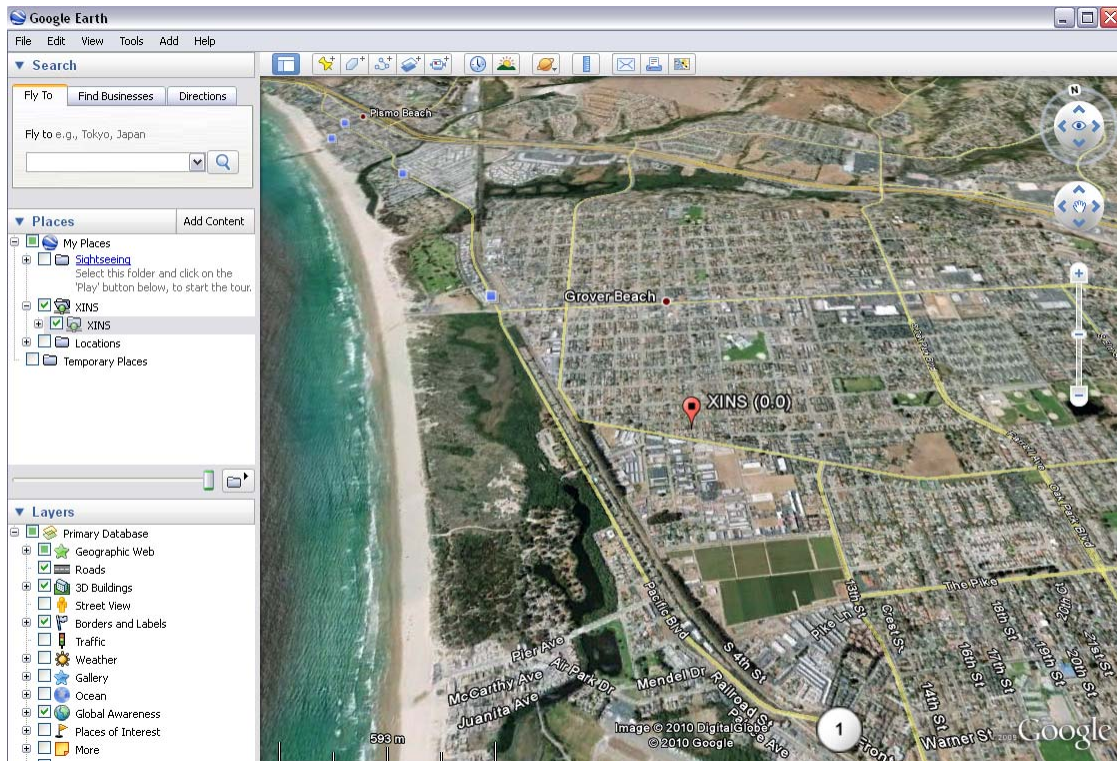 Google Earth
File Edit View Tools Add Help
Search
Fly To Find Businesses Directions
Fly to e.g., Tokyo, Japan
Places Add Content
My Places
Sightseeing
Select this folder and click on the
'Play' button below, to start the tour.
XINS
XINS
Locations
Temporary Places
Layers
Primary Database
Geographic Web
Roads
3D Buildings
Street View
Borders and Labels
Traffic
Weather
Gallery
Ocean
Global Awareness
Places of Interest
More
N
Pismo Beach
Grover Beach
XINS (0.0)
Oak Park Blvd
The Pike
13th St
Crest St
Pike Ln
Pacific Blvd
S 4th St
Pier Ave
Air Park Dr
McCarthy Ave
Mendel Dr
Juanita Ave
Railroad St
14th St
16th St
17th St
18th St
19th St
20th St
21st St
Warner St
Front
1
593 m
Image © 2010 DigitalGlobe
© 2010 Google
2009 Google